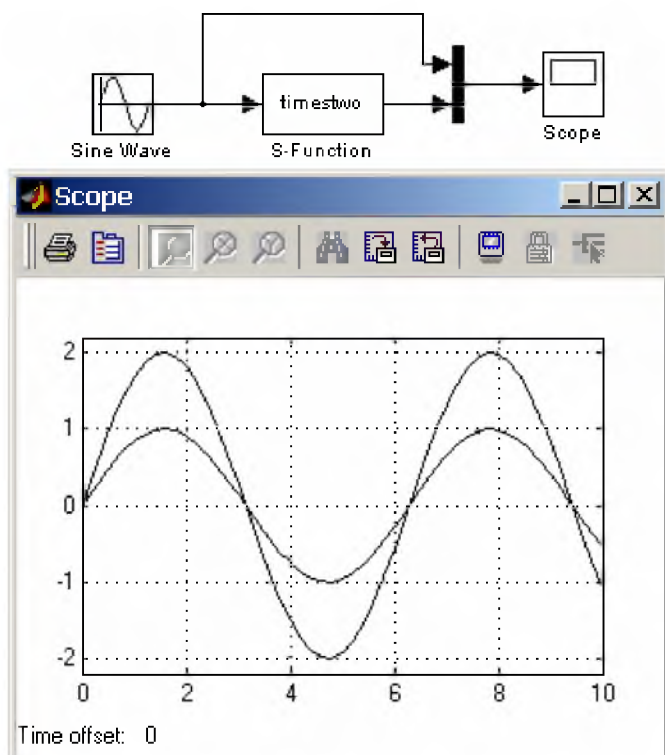 timestwo
Sine Wave
S-Function
Scope
Scope
2
1
0
-1
-2
0 2 4 6 8 10
Time offset: 0